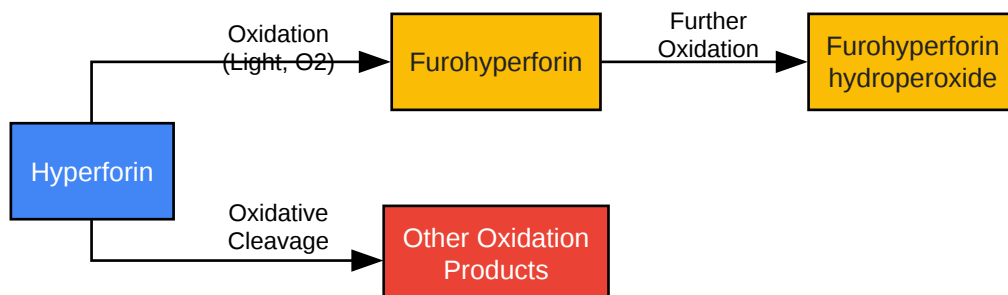 Oxidation
(Light, O2)
Furohyperforin
Further
Oxidation
Furohyperforin
hydroperoxide
Hyperforin
Oxidative
Cleavage
Other Oxidation
Products